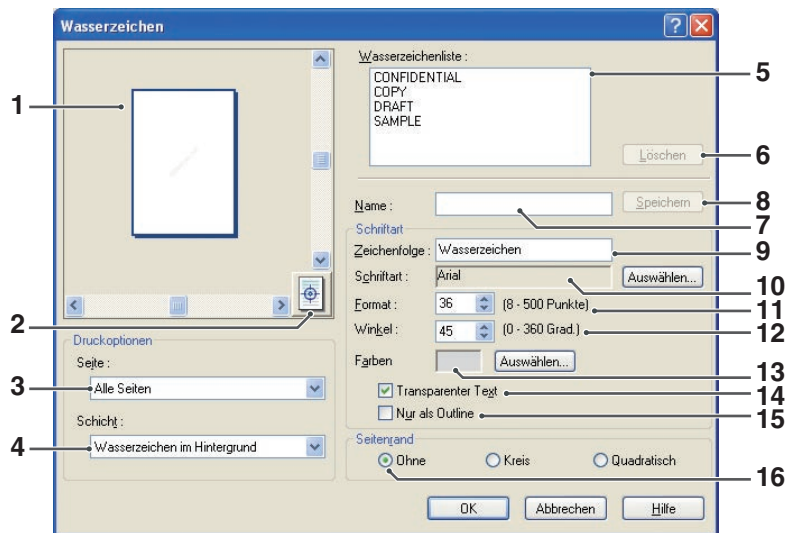 Wasserzeichen
1
2
Druckoptionen
3
Seite :
Alle Seiten
4
Schicht :
Wasserzeichen im Hintergrund
Wasserzeichenliste :
CONFIDENTIAL
COPY
DRAFT
SAMPLE
5
Löschen
6
Name :
7
Speichern
8
Schriftart
Zeichenfolge : Wasserzeichen
9
Schriftart : Arial
10
Auswählen...
Format : 36 (8 - 500 Punkte)
11
Winkel : 45 (0 - 360 Grad.)
12
Farben
13
Auswählen...
Transparenter Text
14
Nur als Outline
15
Seitenrand
Ohne Kreis Quadratisch
16
OK Abbrechen Hilfe